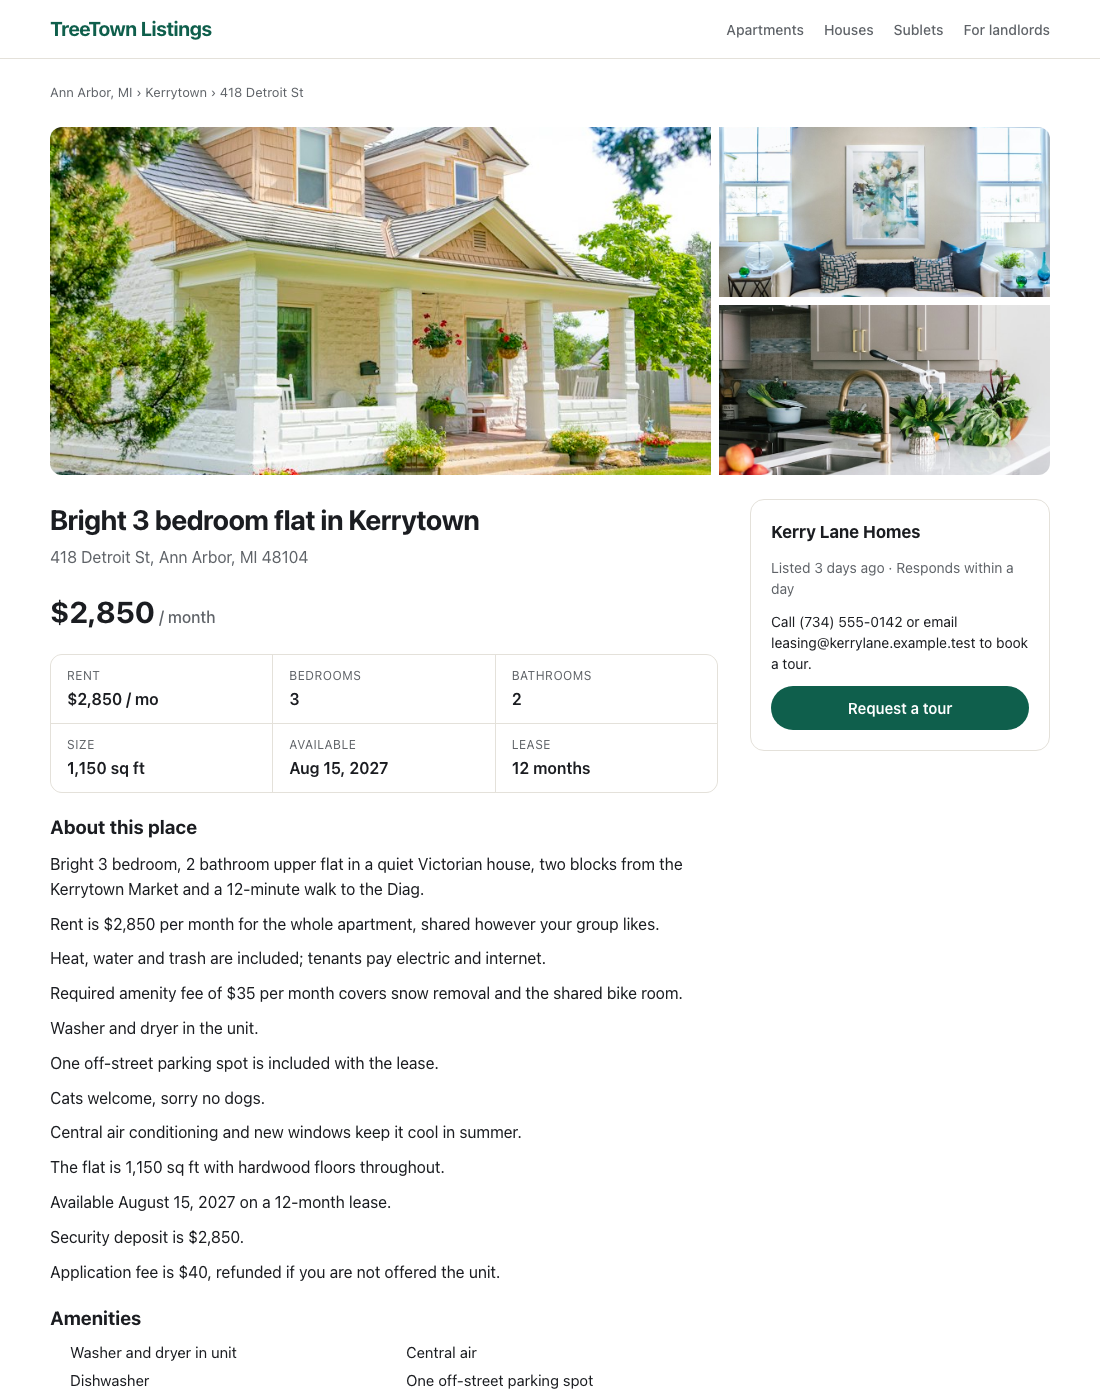 TreeTown Listings
Apartments Houses Sublets For landlords
Ann Arbor, MI › Kerrytown › 418 Detroit St
Bright 3 bedroom flat in Kerrytown
418 Detroit St, Ann Arbor, MI 48104
$2,850 / month
RENT
$2,850 / mo
BEDROOMS
3
BATHROOMS
2
SIZE
1,150 sq ft
AVAILABLE
Aug 15, 2027
LEASE
12 months
About this place
Bright 3 bedroom, 2 bathroom upper flat in a quiet Victorian house, two blocks from the
Kerrytown Market and a 12-minute walk to the Diag.
Rent is $2,850 per month for the whole apartment, shared however your group likes.
Heat, water and trash are included; tenants pay electric and internet.
Required amenity fee of $35 per month covers snow removal and the shared bike room.
Washer and dryer in the unit.
One off-street parking spot is included with the lease.
Cats welcome, sorry no dogs.
Central air conditioning and new windows keep it cool in summer.
The flat is 1,150 sq ft with hardwood floors throughout.
Available August 15, 2027 on a 12-month lease.
Security deposit is $2,850.
Application fee is $40, refunded if you are not offered the unit.
Amenities
Washer and dryer in unit
Central air
Dishwasher
One off-street parking spot
Kerry Lane Homes
Listed 3 days ago · Responds within a
day
Call (734) 555-0142 or email
leasing@kerrylane.example.test to book
a tour.
Request a tour